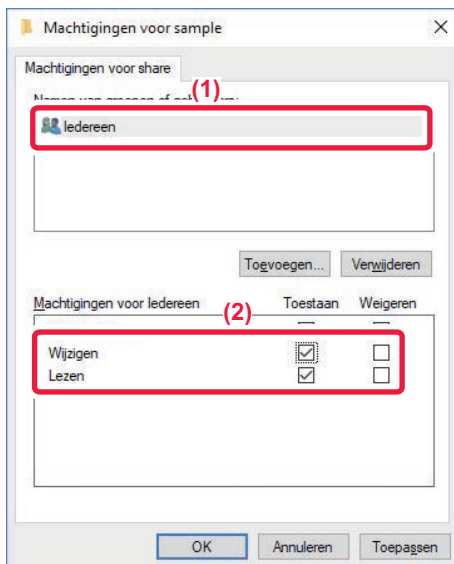 Machtigingen voor sample
Machtigingen voor share
(1)
Iedereen
Toevoegen... Verwijderen
Machtigingen voor Iedereen Toestaan Weigeren
(2)
Wijzigen
Lezen
OK Annuleren Toepassen